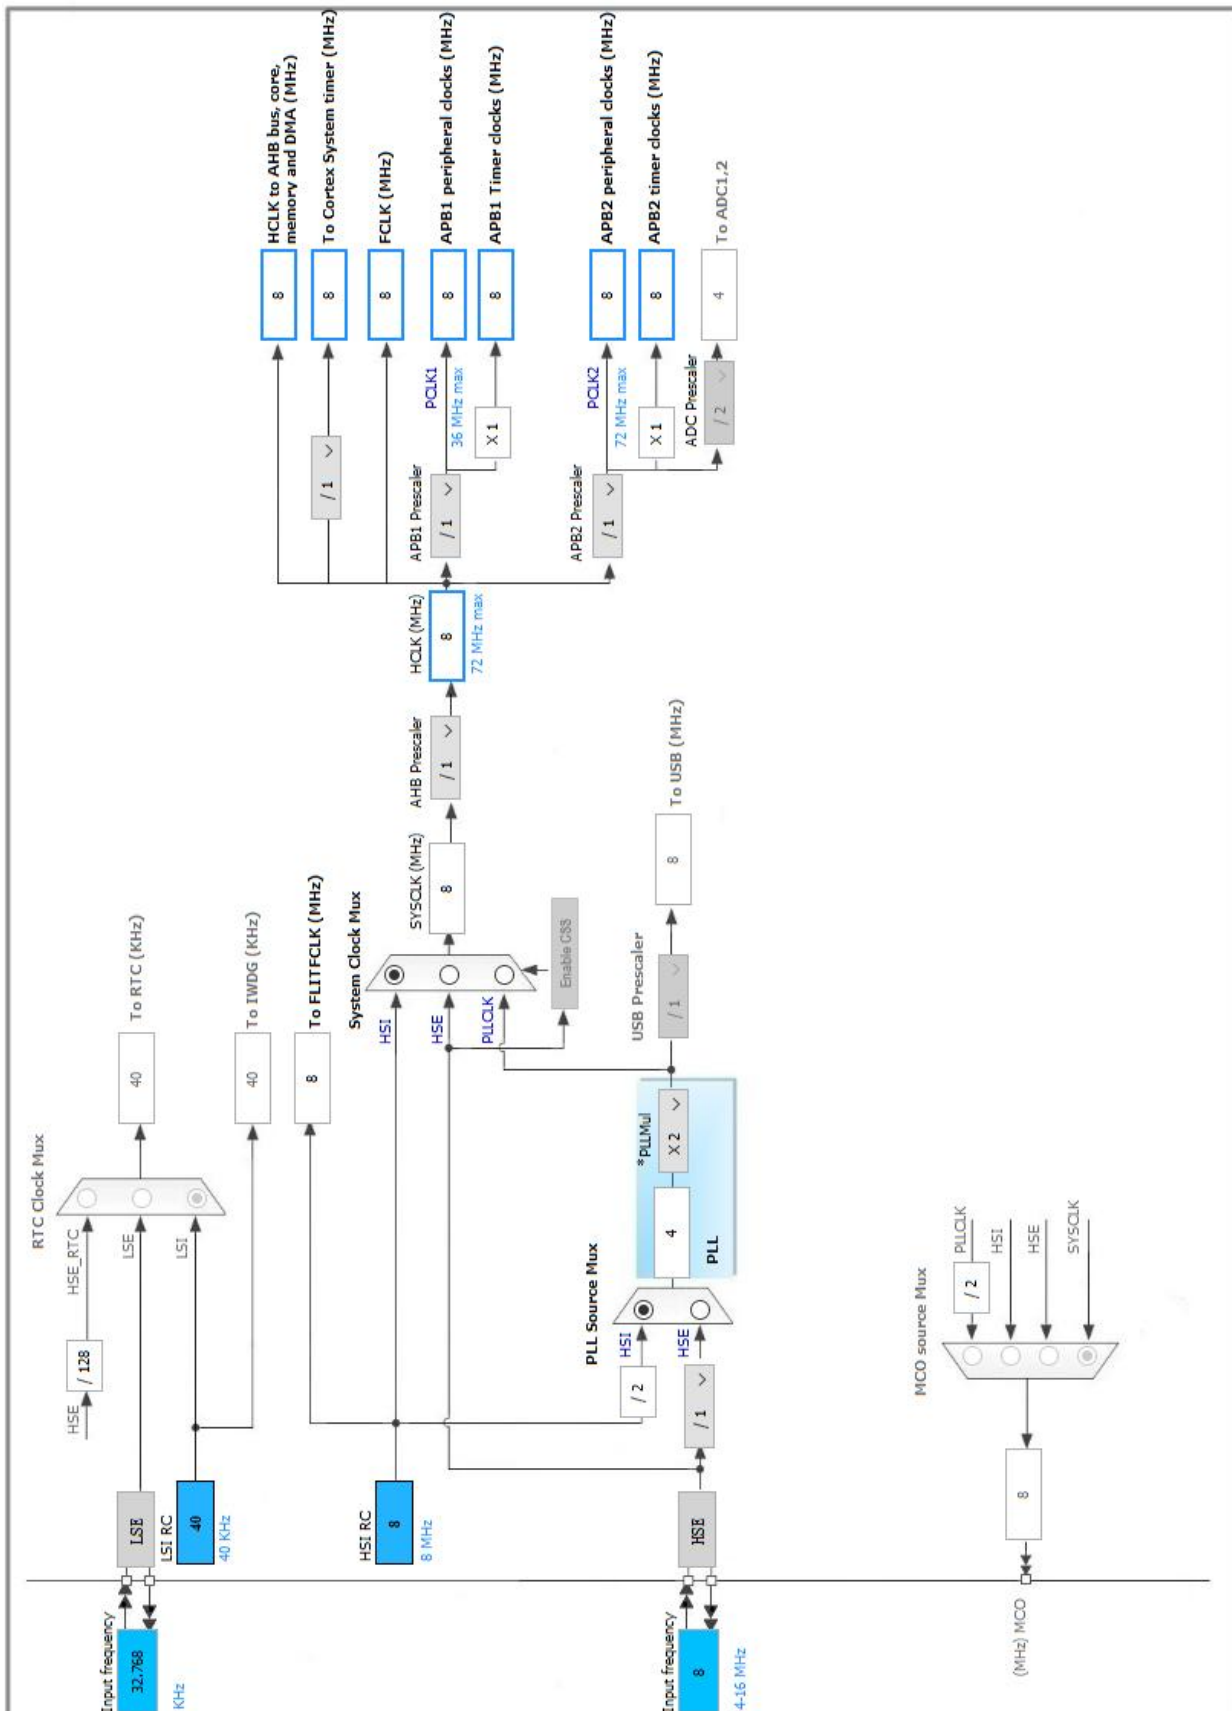 RTC Clock Mux
HSE
/ 128
HSE_RTC
Input frequency
32.768
KHz
LSE
LSE
40
To RTC (KHz)
LSI RC
40
40 KHz
LSI
40
To IWDG (KHz)
8
To FLITFCLK (MHz)
HSI RC
8
8 MHz
System Clock Mux
HSI
HSE
PLLCLK
Enable CSS
SYSCLK (MHz)
8
AHB Prescaler
/ 1
HCLK (MHz)
8
72 MHz max
8
HCLK to AHB bus, core,
memory and DMA (MHz)
/ 1
8
To Cortex System timer (MHz)
8
FCLK (MHz)
APB1 Prescaler
/ 1
PCLK1
36 MHz max
8
APB1 peripheral clocks (MHz)
X 1
8
APB1 Timer clocks (MHz)
APB2 Prescaler
/ 1
PCLK2
72 MHz max
8
APB2 peripheral clocks (MHz)
X 1
8
APB2 timer clocks (MHz)
ADC Prescaler
/ 2
4
To ADC1,2
PLL Source Mux
/ 2
HSI
HSE
4
*PLLMul
X 2
PLL
USB Prescaler
/ 1
8
To USB (MHz)
Input frequency
8
4-16 MHz
HSE
/ 1
MCO source Mux
PLLCLK
/ 2
HSI
HSE
SYSCLK
8
(MHz) MCO